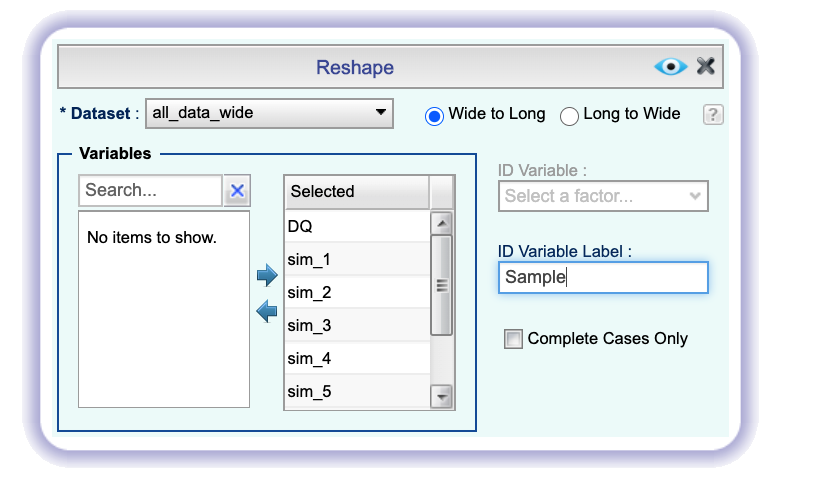 Reshape
* Dataset : all_data_wide Wide to Long Long to Wide ?
Variables
Search...
No items to show.
Selected
DQ
sim_1
sim_2
sim_3
sim_4
sim_5
ID Variable :
Select a factor...
ID Variable Label :
Sample
Complete Cases Only